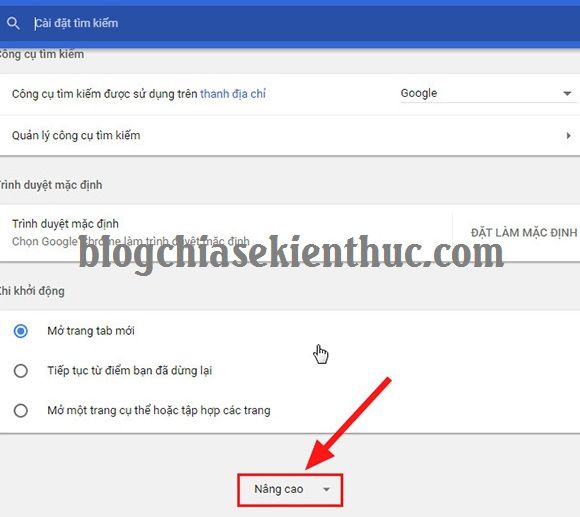 Cài đặt tìm kiếm
Công cụ tìm kiếm
Công cụ tìm kiếm được sử dụng trên thanh địa chỉ
Google
Quản lý công cụ tìm kiếm
Trình duyệt mặc định
Trình duyệt mặc định
Chọn Google Chrome làm trình duyệt mặc định
ĐẶT LÀM MẶC ĐỊNH
blogchiasekienthuc.com
Khi khởi động
Mở trang tab mới
Tiếp tục từ điểm bạn đã dừng lại
Mở một trang cụ thể hoặc tập hợp các trang
Nâng cao